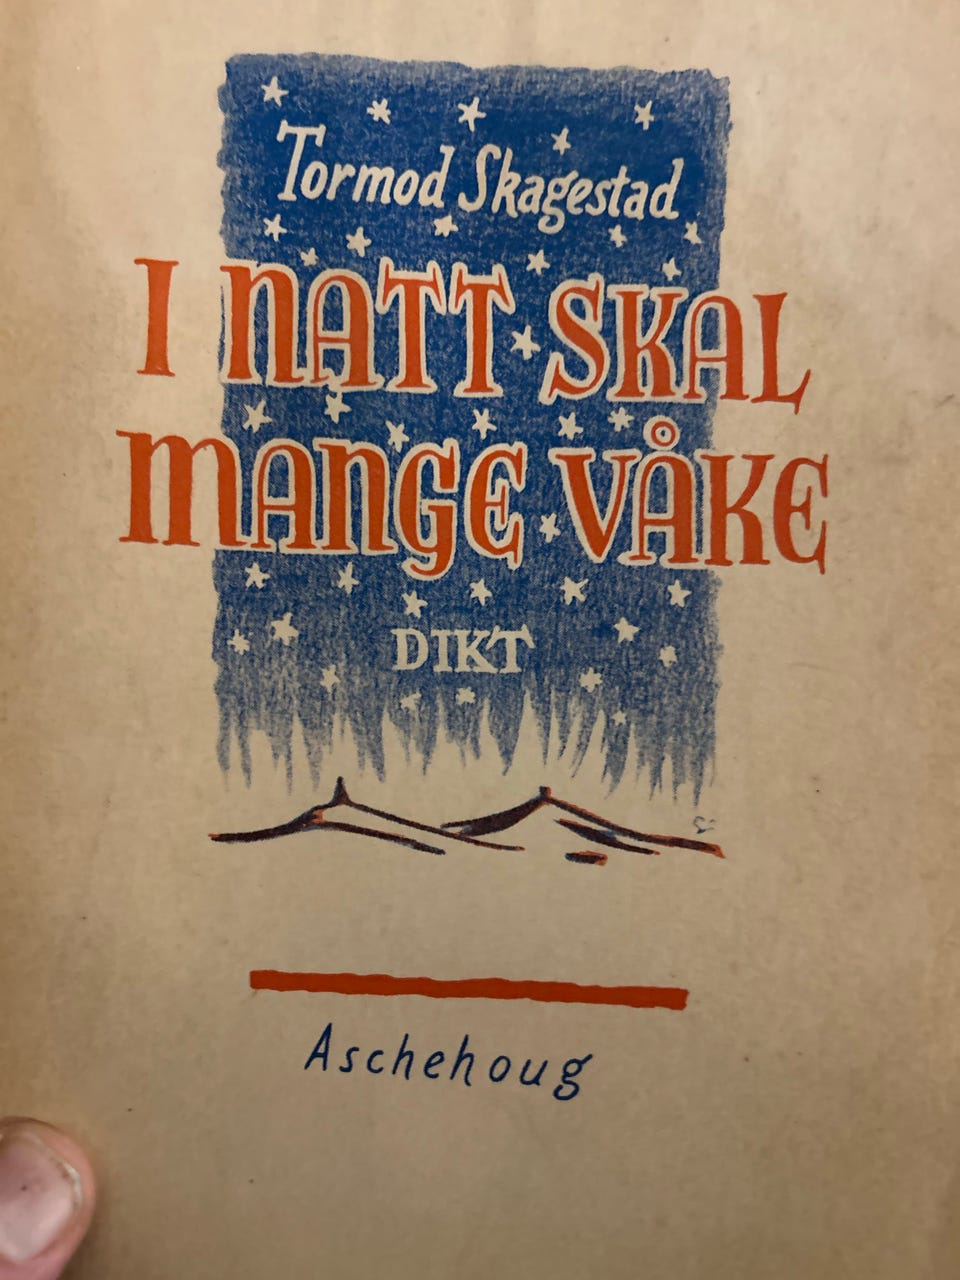 Tormod Skagestad
I NATT SKAL
MANGE VÅKE
DIKT
Aschehoug